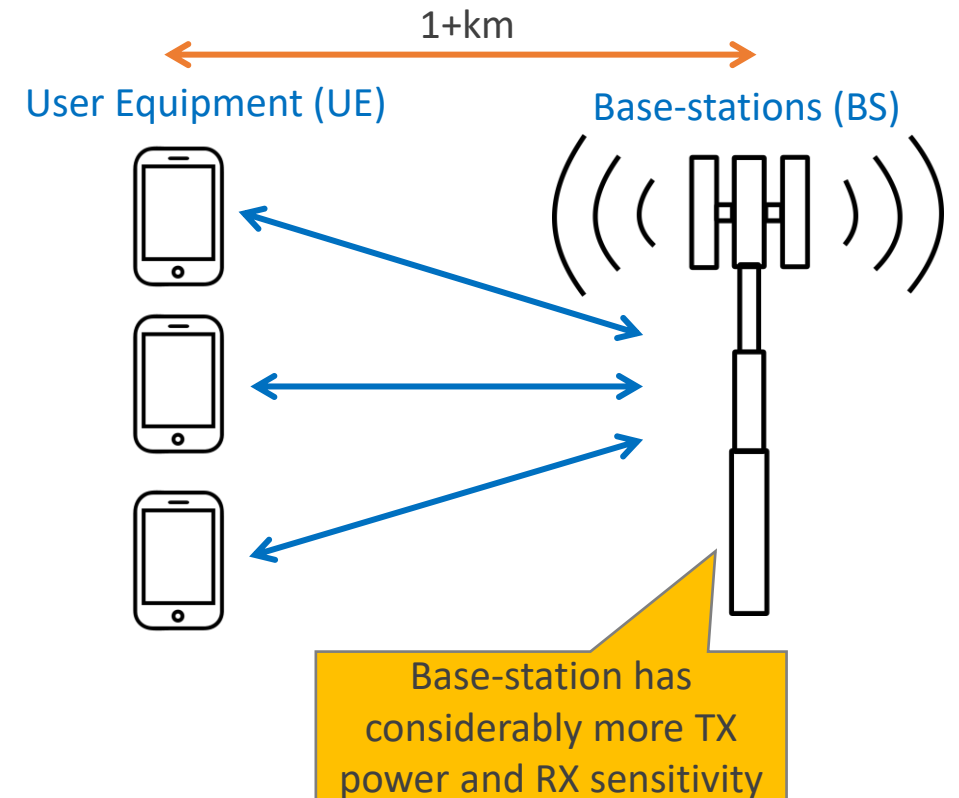 1+km
User Equipment (UE)
Base-stations (BS)
Base-station has
considerably more TX
power and RX sensitivity